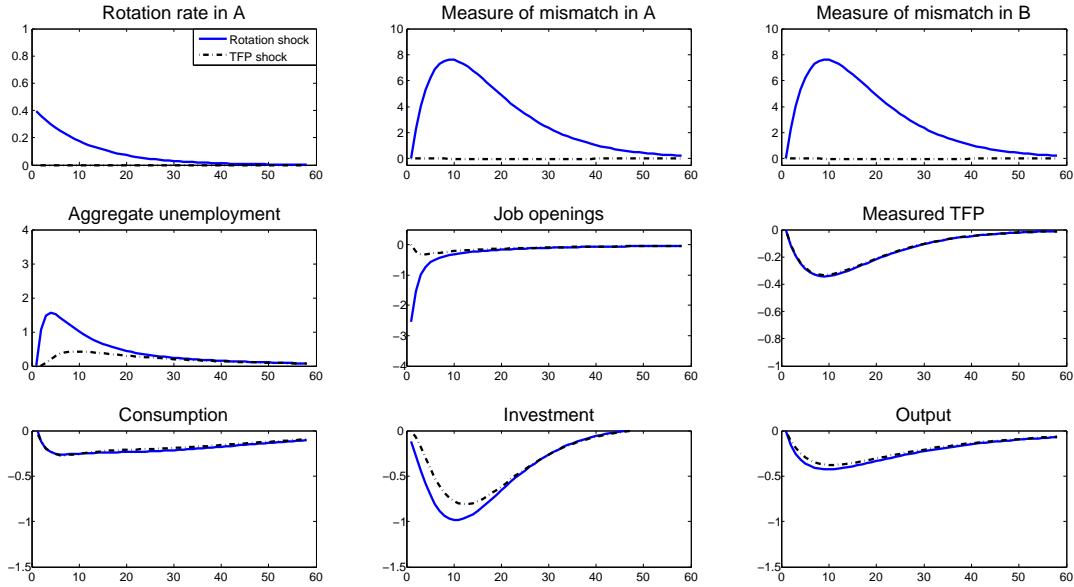 Rotation rate in A
1
0.8
0.6
0.4
0.2
0
0 10 20 30 40 50 60
Rotation shock
TFP shock
Measure of mismatch in A
10
8
6
4
2
0
0 10 20 30 40 50 60
Measure of mismatch in B
10
8
6
4
2
0
0 10 20 30 40 50 60
Aggregate unemployment
4
3
2
1
0
0 10 20 30 40 50 60
Job openings
0
−1
−2
−3
−4
0 10 20 30 40 50 60
Measured TFP
0
−0.2
−0.4
−0.6
−0.8
−1
0 10 20 30 40 50 60
Consumption
0
−0.5
−1
−1.5
0 10 20 30 40 50 60
Investment
0
−0.5
−1
−1.5
0 10 20 30 40 50 60
Output
0
−0.5
−1
−1.5
0 10 20 30 40 50 60